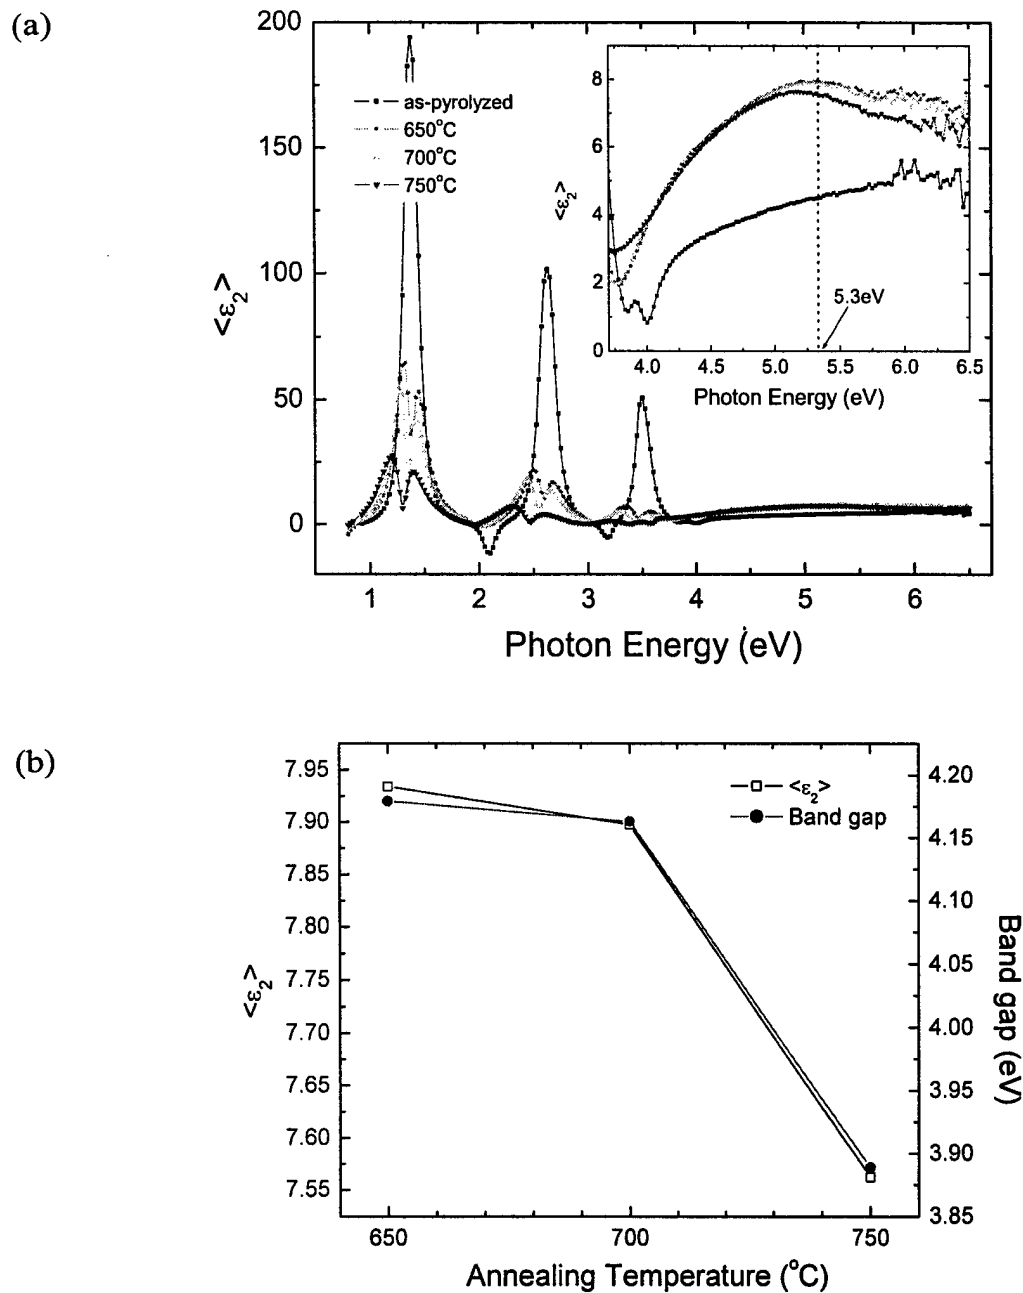 (a)
200
150
100
50
0
<ε2>
as-pyrolyzed
650°C
700°C
750°C
8
6
4
2
0
<ε2>
5.3eV
4.0 4.5 5.0 5.5 6.0 6.5
Photon Energy (eV)
1 2 3 4 5 6
Photon Energy (eV)
(b)
7.95
7.90
7.85
7.80
7.75
7.70
7.65
7.60
7.55
<ε2>
<ε2>
Band gap
4.20
4.15
4.10
4.05
4.00
3.95
3.90
3.85
Band gap (eV)
650 700 750
Annealing Temperature (°C)